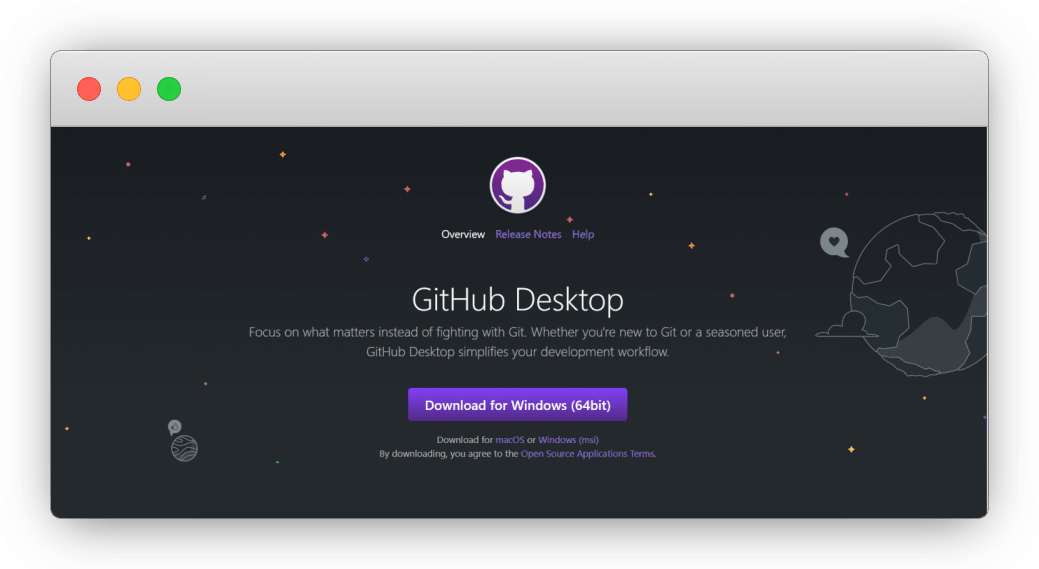 Overview Release Notes Help
GitHub Desktop
Focus on what matters instead of fighting with Git. Whether you're new to Git or a seasoned user,
GitHub Desktop simplifies your development workflow.
Download for Windows (64bit)
Download for macOS or Windows (msi)
By downloading, you agree to the Open Source Applications Terms.